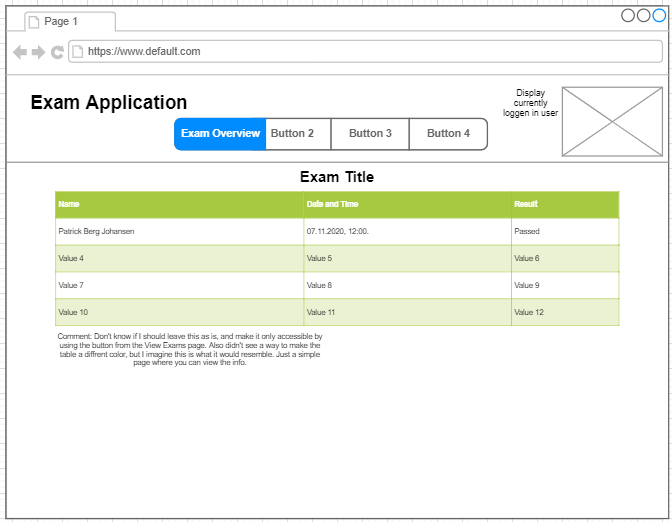 Page 1
https://www.default.com
Exam Application
Display
currently
loggen in user
Exam Overview Button 2 Button 3 Button 4
Exam Title
Name Date and Time Result
Patrick Berg Johansen 07.11.2020, 12:00. Passed
Value 4 Value 5 Value 6
Value 7 Value 8 Value 9
Value 10 Value 11 Value 12
Comment: Don't know if I should leave this as is, and make it only accessible by
using the button from the View Exams page. Also didn't see a way to make the
table a diffrent color, but I imagine this is what it would resemble. Just a simple
page where you can view the info.